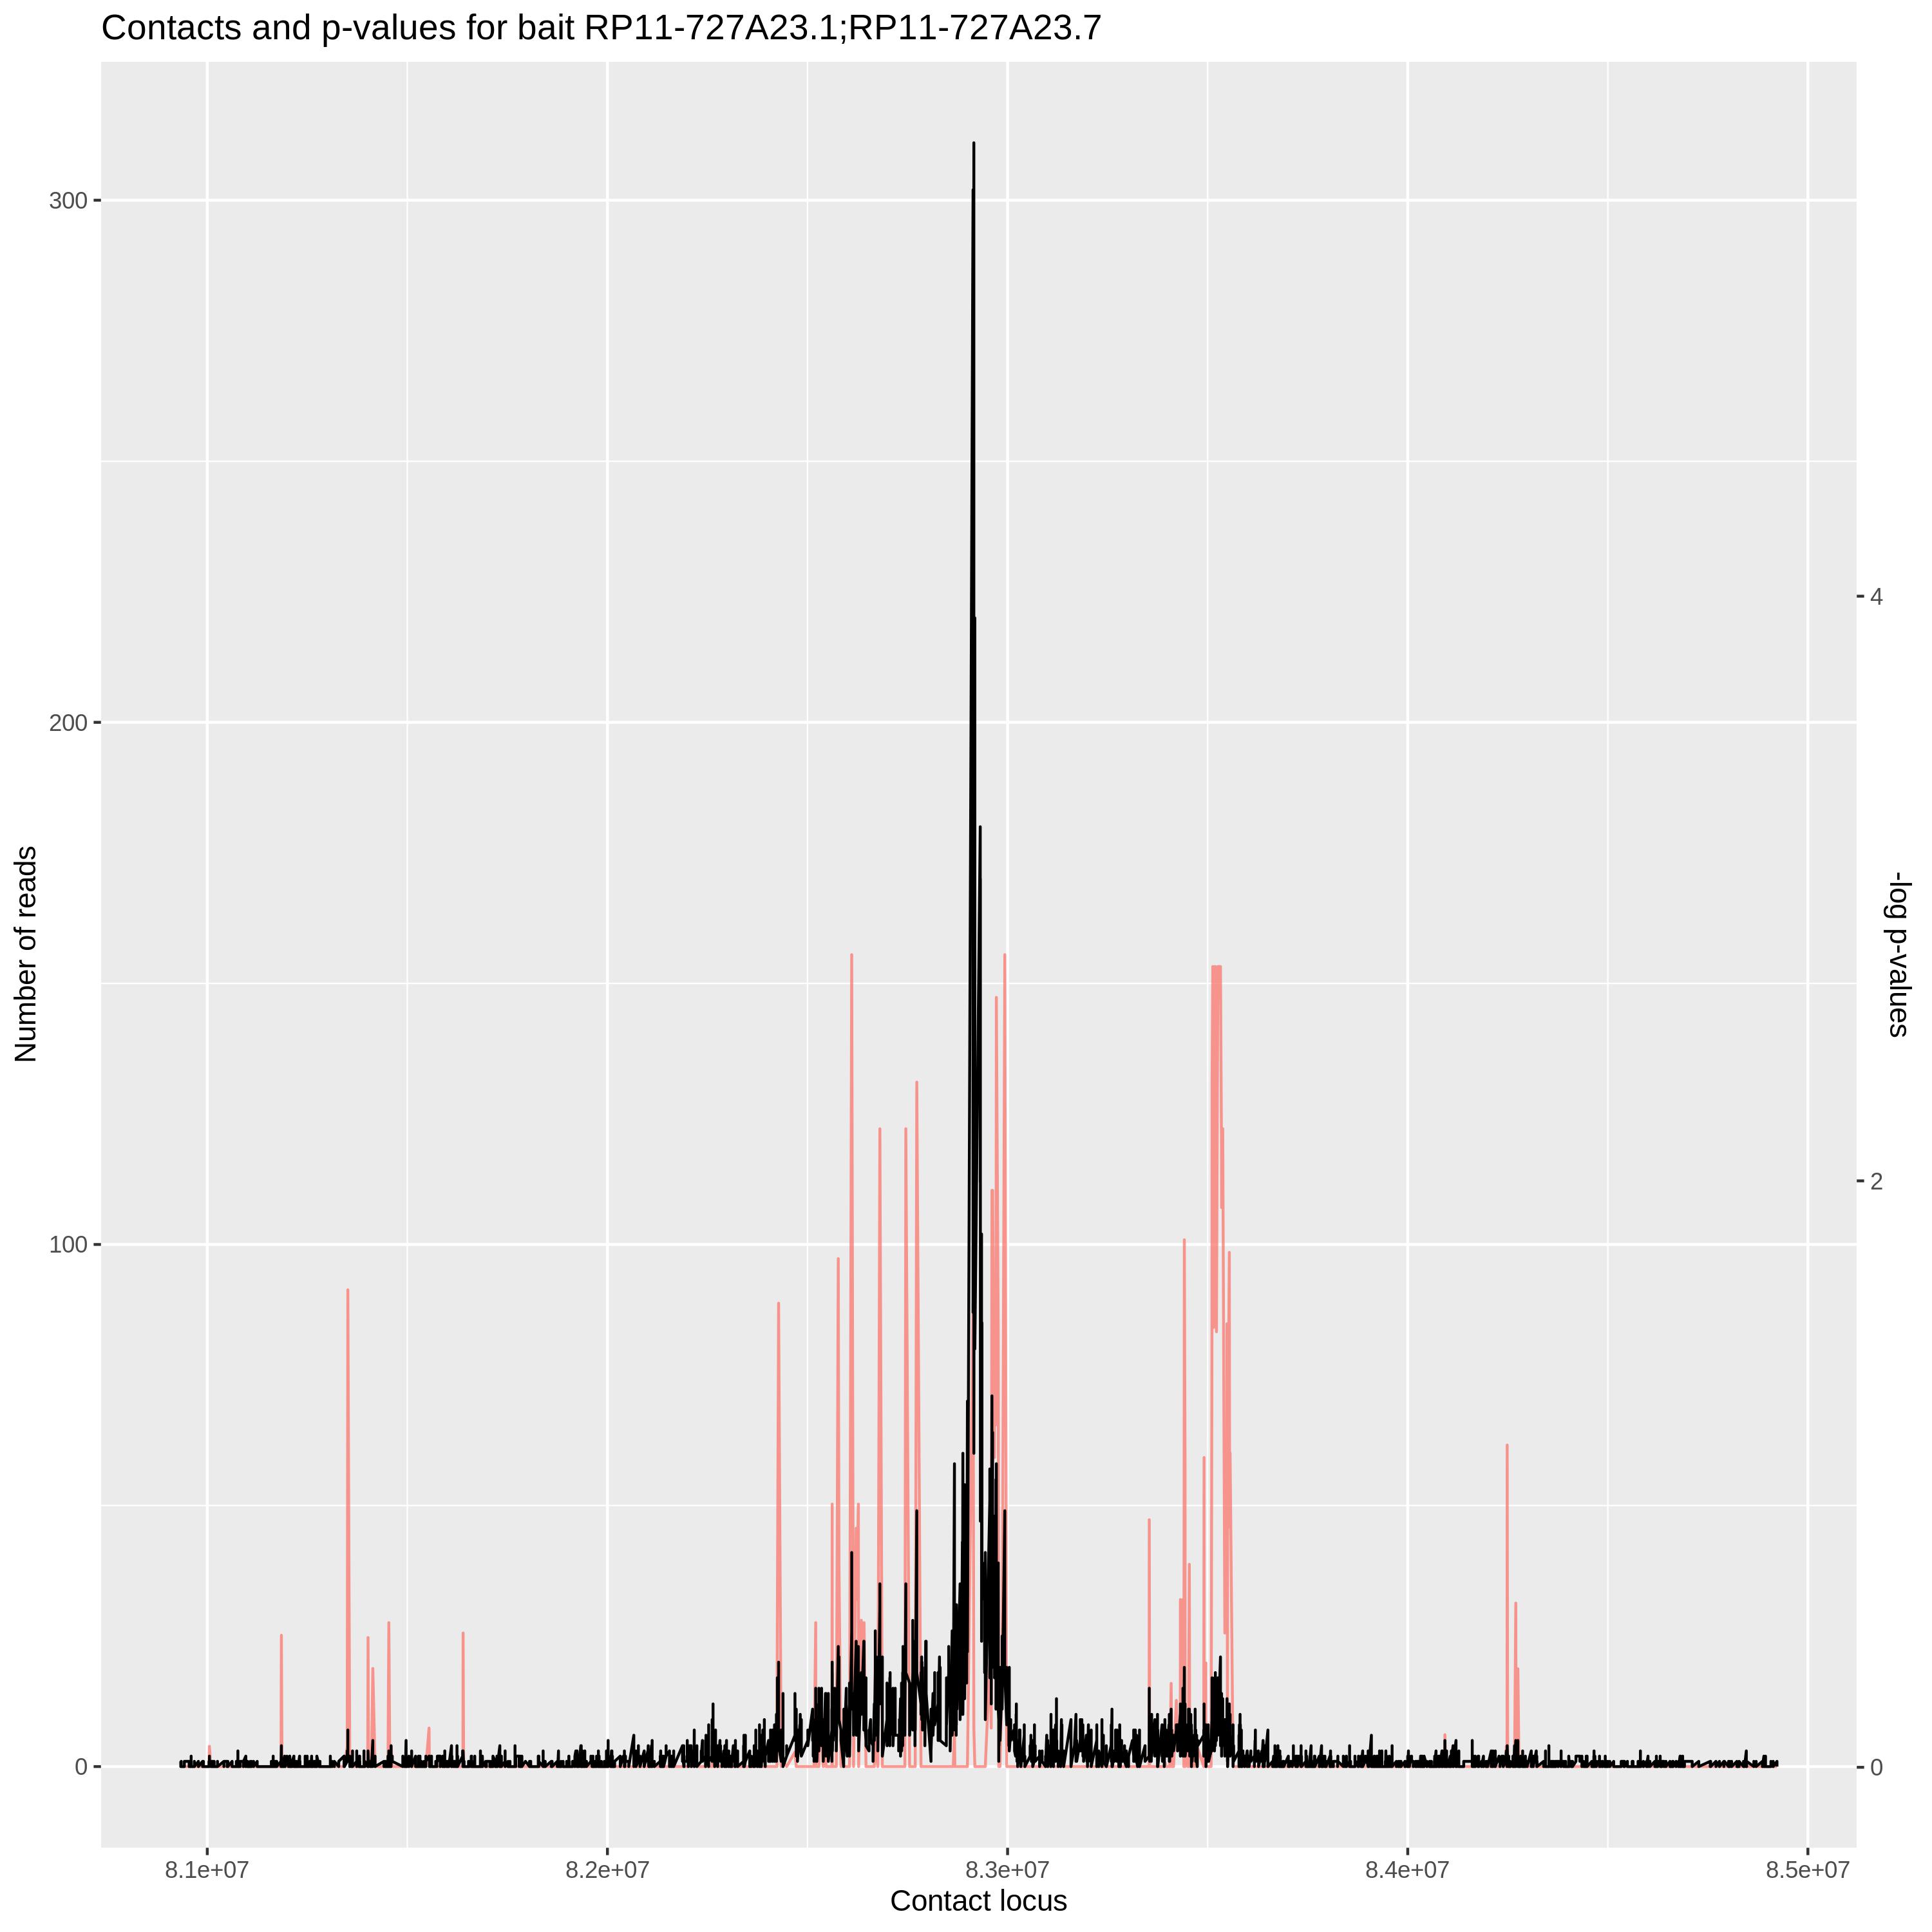 Contacts and p-values for bait RP11-727A23.1;RP11-727A23.7
300
200
100
0
Number of reads
4
2
0
-log p-values
8.1e+07
8.2e+07
8.3e+07
8.4e+07
8.5e+07
Contact locus